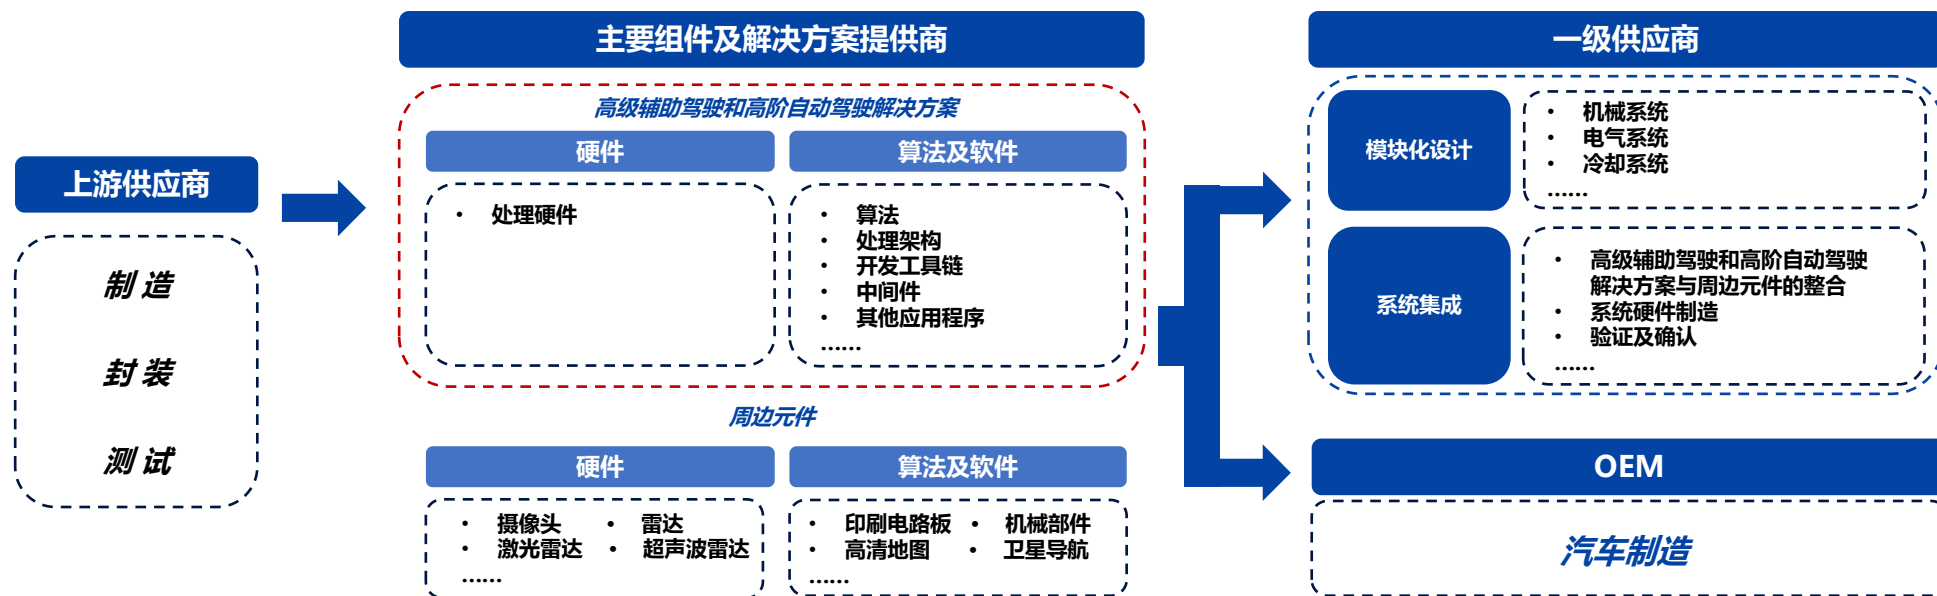 上游供应商
制造
封装
测试
主要组件及解决方案提供商
高级辅助驾驶和高阶自动驾驶解决方案
硬件
• 处理硬件
算法及软件
• 算法
• 处理架构
• 开发工具链
• 中间件
• 其他应用程序
......
周边元件
硬件
• 摄像头 • 雷达
• 激光雷达 • 超声波雷达
......
算法及软件
• 印刷电路板 • 机械部件
• 高清地图 • 卫星导航
......
一级供应商
模块化设计
• 机械系统
• 电气系统
• 冷却系统
......
系统集成
• 高级辅助驾驶和高阶自动驾驶
解决方案与周边元件的整合
• 系统硬件制造
• 验证及确认
......
OEM
汽车制造